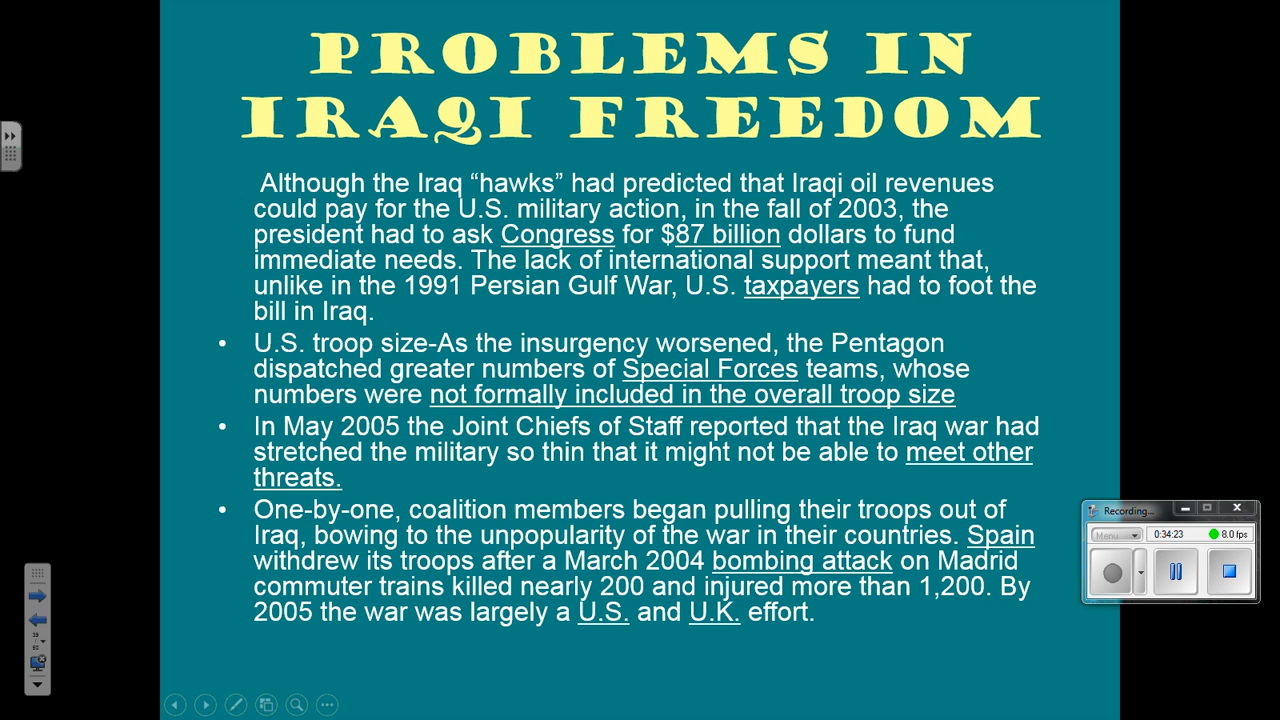 PROBLEMS IN
IRAQI FREEDOM
Although the Iraq “hawks” had predicted that Iraqi oil revenues
could pay for the U.S. military action, in the fall of 2003, the
president had to ask Congress for $87 billion dollars to fund
immediate needs. The lack of international support meant that,
unlike in the 1991 Persian Gulf War, U.S. taxpayers had to foot the
bill in Iraq.
• U.S. troop size-As the insurgency worsened, the Pentagon
dispatched greater numbers of Special Forces teams, whose
numbers were not formally included in the overall troop size
• In May 2005 the Joint Chiefs of Staff reported that the Iraq war had
stretched the military so thin that it might not be able to meet other
threats.
• One-by-one, coalition members began pulling their troops out of
Iraq, bowing to the unpopularity of the war in their countries. Spain
withdrew its troops after a March 2004 bombing attack on Madrid
commuter trains killed nearly 200 and injured more than 1,200. By
2005 the war was largely a U.S. and U.K. effort.
Recording...
Menu
0:34:23
8.0 fps